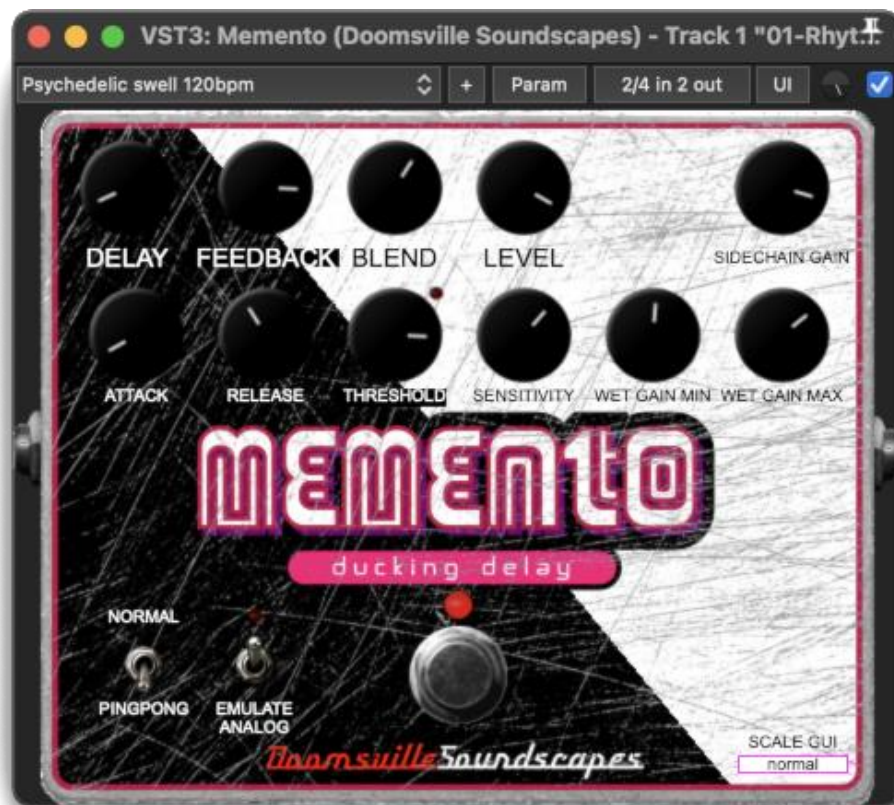 VST3: Memento (Doomsville Soundscapes) - Track 1 "01-Rhyt...
Psychedelic swell 120bpm + Param 2/4 in 2 out UI
DELAY FEEDBACK BLEND LEVEL SIDECHAIN GAIN
ATTACK RELEASE THRESHOLD SENSITIVITY WET GAIN MIN WET GAIN MAX
MEMENTO
ducking delay
NORMAL
PINGPONG
EMULATE
ANALOG
DoomsvilleSoundscapes
SCALE GUI
normal